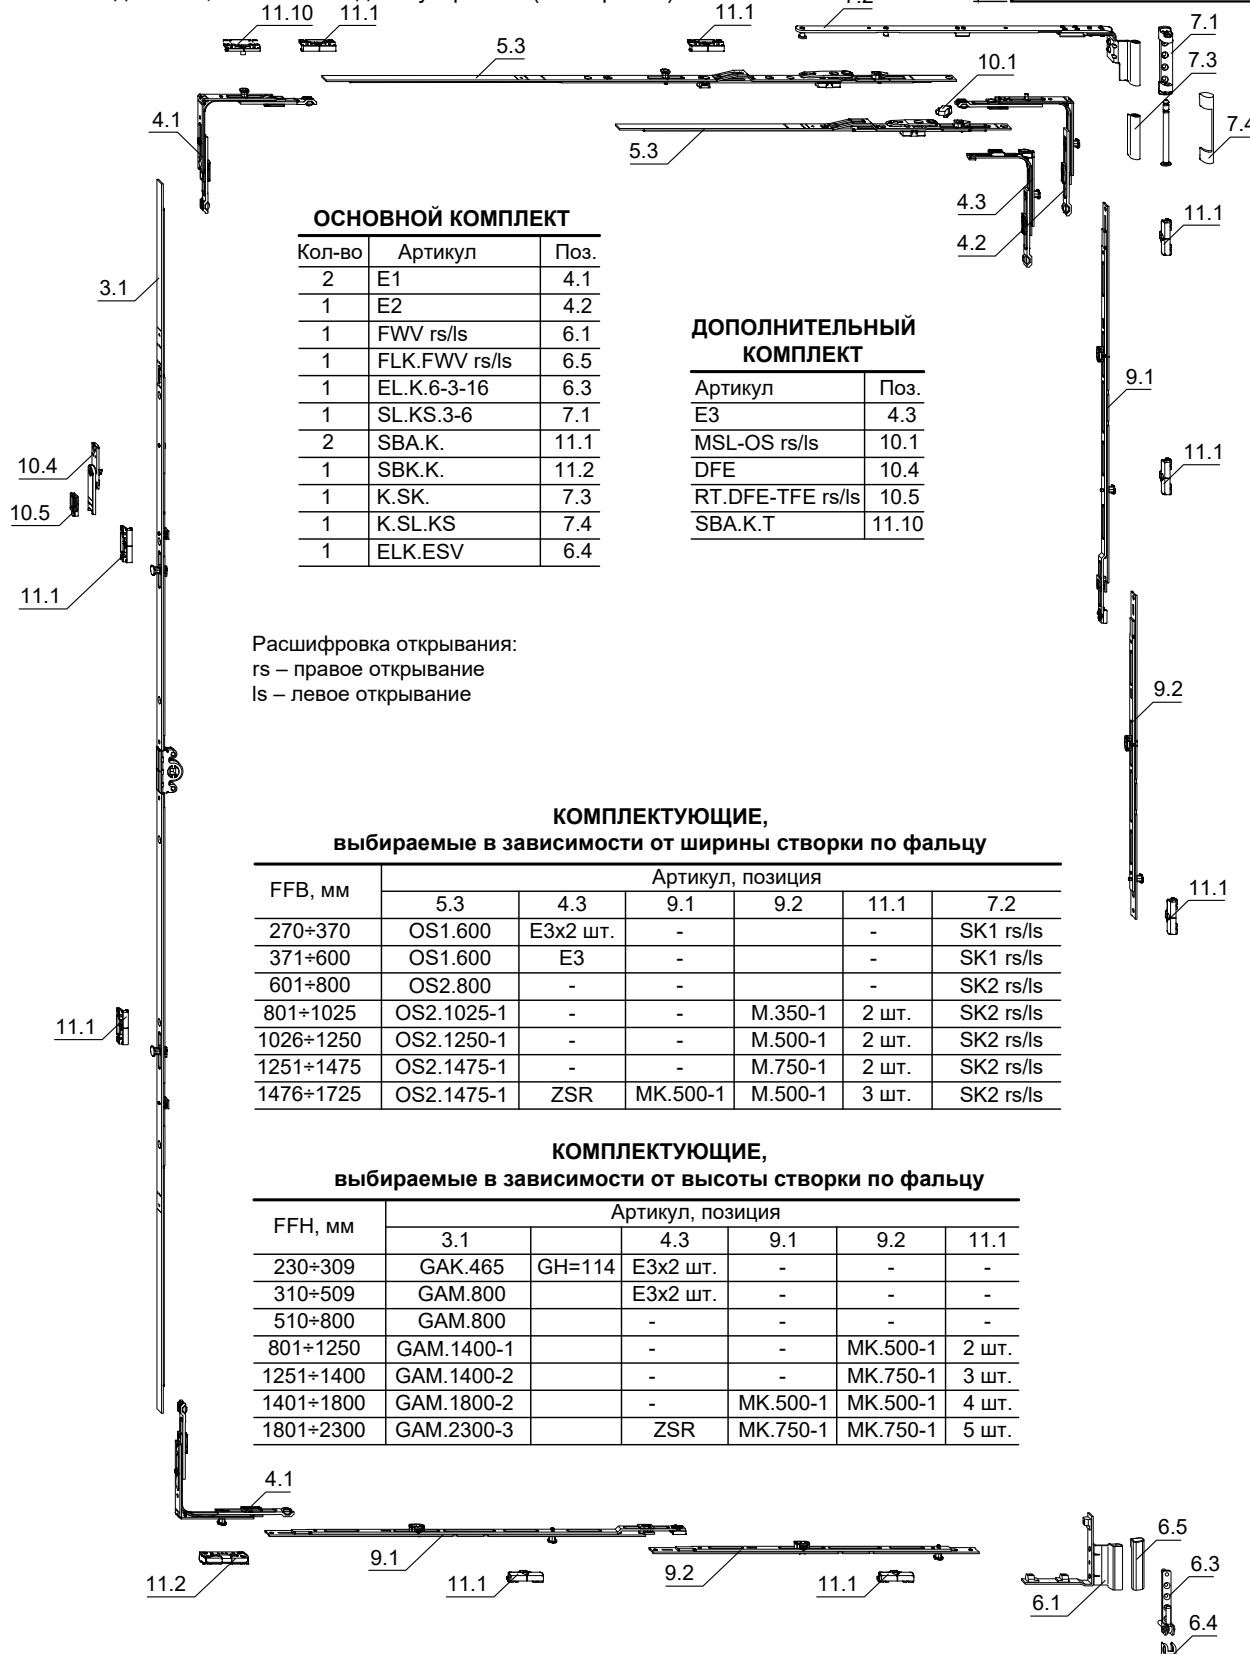 11.10
11.1
11.1
7.2
7.1
5.3
7.3
10.1
4.1
5.3
7.4
4.3
4.2
11.1
3.1
ОСНОВНОЙ КОМПЛЕКТ
Кол-во Артикул Поз.
2 E1 4.1
1 E2 4.2
1 FWV rs/ls 6.1
1 FLK.FWV rs/ls 6.5
1 EL.K.6-3-16 6.3
1 SL.KS.3-6 7.1
2 SBA.K. 11.1
1 SBK.K. 11.2
1 K.SK. 7.3
1 K.SL.KS 7.4
1 ELK.ESV 6.4
ДОПОЛНИТЕЛЬНЫЙ
КОМПЛЕКТ
Артикул Поз.
E3 4.3
MSL-OS rs/ls 10.1
DFE 10.4
RT.DFE-TFE rs/ls 10.5
SBA.K.T 11.10
9.1
10.4
11.1
10.5
11.1
Расшифровка открывания:
rs – правое открывание
ls – левое открывание
9.2
КОМПЛЕКТУЮЩИЕ,
выбираемые в зависимости от ширины створки по фальцу
FFB, мм Артикул, позиция
5.3 4.3 9.1 9.2 11.1 7.2
270÷370 OS1.600 E3x2 шт. - - SK1 rs/ls
371÷600 OS1.600 E3 - - SK1 rs/ls
601÷800 OS2.800 - - - SK2 rs/ls
801÷1025 OS2.1025-1 - - M.350-1 2 шт. SK2 rs/ls
1026÷1250 OS2.1250-1 - - M.500-1 2 шт. SK2 rs/ls
1251÷1475 OS2.1475-1 - - M.750-1 2 шт. SK2 rs/ls
1476÷1725 OS2.1475-1 ZSR MK.500-1 M.500-1 3 шт. SK2 rs/ls
11.1
11.1
КОМПЛЕКТУЮЩИЕ,
выбираемые в зависимости от высоты створки по фальцу
FFH, мм Артикул, позиция
3.1 4.3 9.1 9.2 11.1
230÷309 GAK.465 GH=114 E3x2 шт. - - -
310÷509 GAM.800 E3x2 шт. - - -
510÷800 GAM.800 - - - -
801÷1250 GAM.1400-1 - - MK.500-1 2 шт.
1251÷1400 GAM.1400-2 - - MK.750-1 3 шт.
1401÷1800 GAM.1800-2 - MK.500-1 MK.500-1 4 шт.
1801÷2300 GAM.2300-3 ZSR MK.750-1 MK.750-1 5 шт.
4.1
9.1
9.2
6.5
6.3
11.2
11.1
11.1
6.1
6.4